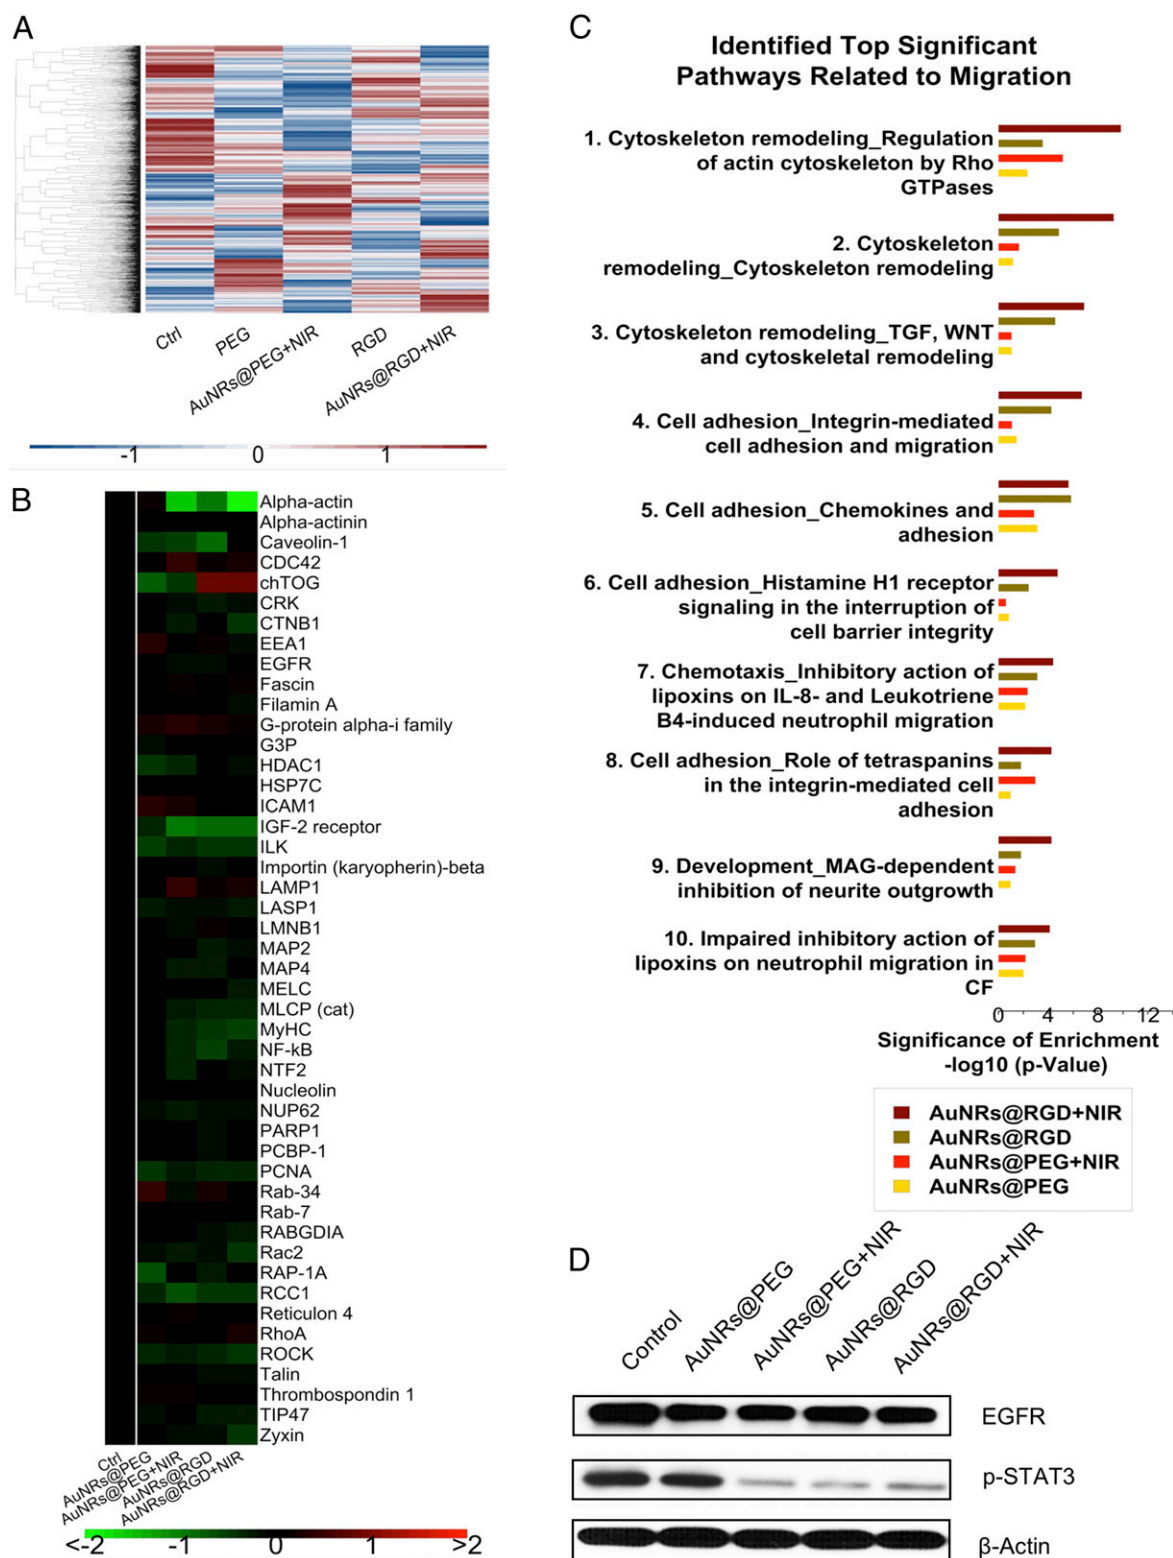 A
Ctrl
PEG
AuNRs@PEG+NIR
RGD
AuNRs@RGD+NIR
-1
0
1
B
Alpha-actin
Alpha-actinin
Caveolin-1
CDC42
chTOG
CRK
CTNB1
EEA1
EGFR
Fascin
Filamin A
G-protein alpha-i family
G3P
HDAC1
HSP7C
ICAM1
IGF-2 receptor
ILK
Importin (karyopherin)-beta
LAMP1
LASP1
LMNB1
MAP2
MAP4
MELC
MLCP (cat)
MyHC
NF-kB
NTF2
Nucleolin
NUP62
PARP1
PCBP-1
PCNA
Rab-34
Rab-7
RABGDIA
Rac2
RAP-1A
RCC1
Reticulon 4
RhoA
ROCK
Talin
Thrombospondin 1
TIP47
Zyxin
Ctrl
AuNRs@PEG
AuNRs@PEG+NIR
AuNRs@RGD
AuNRs@RGD+NIR
<-2
-1
0
1
>2
C
Identified Top Significant
Pathways Related to Migration
1. Cytoskeleton remodeling_Regulation
of actin cytoskeleton by Rho
GTPases
2. Cytoskeleton
remodeling_Cytoskeleton remodeling
3. Cytoskeleton remodeling_TGF, WNT
and cytoskeletal remodeling
4. Cell adhesion_Integrin-mediated
cell adhesion and migration
5. Cell adhesion_Chemokines and
adhesion
6. Cell adhesion_Histamine H1 receptor
signaling in the interruption of
cell barrier integrity
7. Chemotaxis_Inhibitory action of
lipoxins on IL-8- and Leukotriene
B4-induced neutrophil migration
8. Cell adhesion_Role of tetraspanins
in the integrin-mediated cell
adhesion
9. Development_MAG-dependent
inhibition of neurite outgrowth
10. Impaired inhibitory action of
lipoxins on neutrophil migration in
CF
0 4 8 12
Significance of Enrichment
-log10 (p-Value)
AuNRs@RGD+NIR
AuNRs@RGD
AuNRs@PEG+NIR
AuNRs@PEG
D
Control
AuNRs@PEG
AuNRs@PEG+NIR
AuNRs@RGD
AuNRs@RGD+NIR
EGFR
p-STAT3
β-Actin